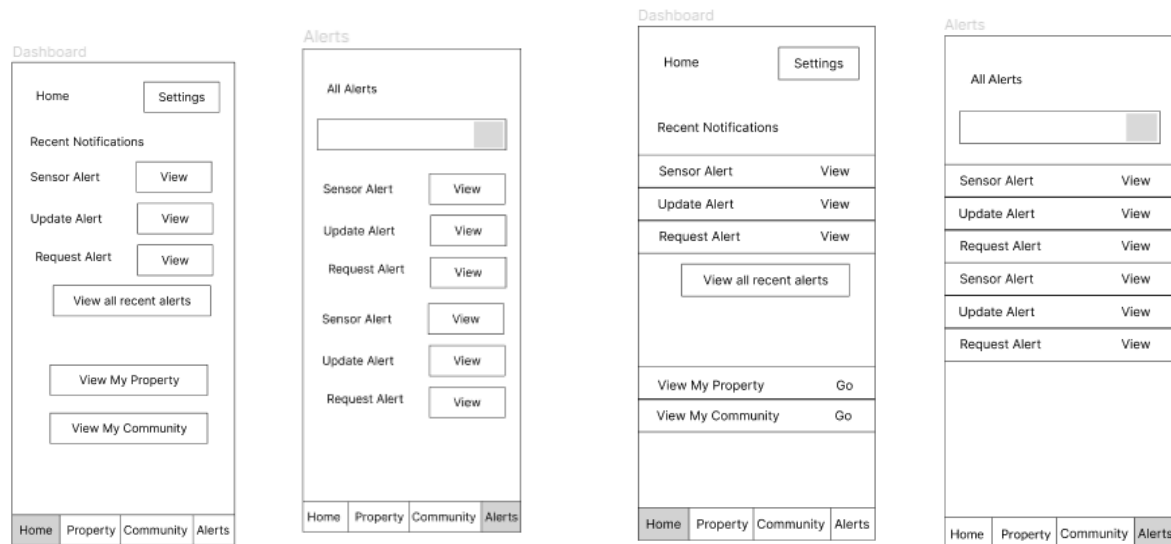 Dashboard
Home
Settings
Recent Notifications
Sensor Alert View
Update Alert View
Request Alert View
View all recent alerts
View My Property
View My Community
Home Property Community Alerts
Alerts
All Alerts
Sensor Alert View
Update Alert View
Request Alert View
Sensor Alert View
Update Alert View
Request Alert View
Home Property Community Alerts
Dashboard
Home
Settings
Recent Notifications
Sensor Alert View
Update Alert View
Request Alert View
View all recent alerts
View My Property Go
View My Community Go
Home Property Community Alerts
Alerts
All Alerts
Sensor Alert View
Update Alert View
Request Alert View
Sensor Alert View
Update Alert View
Request Alert View
Home Property Community Alerts